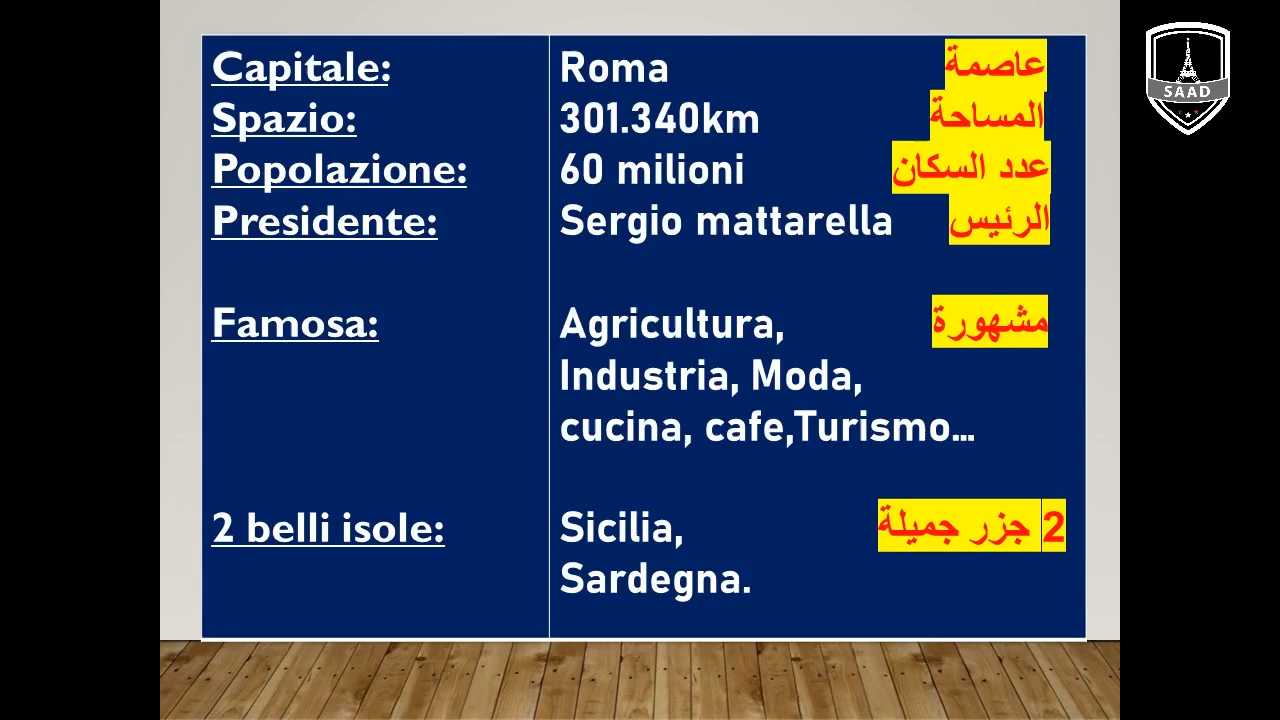 Capitale: Roma عاصمة
Spazio: 301.340km المساحة
Popolazione: 60 milioni عدد السكان
Presidente: Sergio mattarella الرئيس
Famosa: Agricultura, مشهورة
Industria, Moda,
cucina, cafe,Turismo...
2 belli isole: Sicilia, 2 جزر جميلة
Sardegna.
SAAD